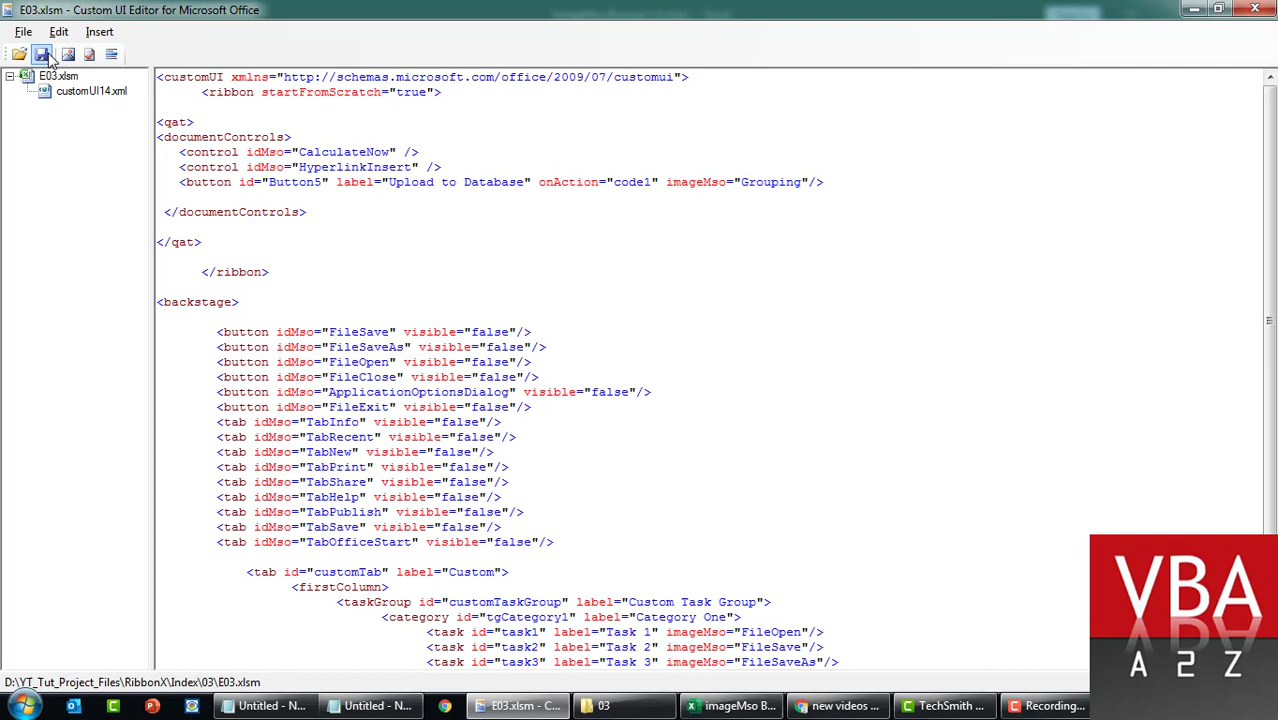 E03.xlsm - Custom UI Editor for Microsoft Office
File Edit Insert
E03.xlsm
customUI14.xml
<customUI xmlns="http://schemas.microsoft.com/office/2009/07/customui">
<ribbon startFromScratch="true">
<qat>
<documentControls>
<control idMso="CalculateNow" />
<control idMso="HyperlinkInsert" />
<button id="Button5" label="Upload to Database" onAction="code1" imageMso="Grouping"/>
</documentControls>
</qat>
</ribbon>
<backstage>
<button idMso="FileSave" visible="false"/>
<button idMso="FileSaveAs" visible="false"/>
<button idMso="FileOpen" visible="false"/>
<button idMso="FileClose" visible="false"/>
<button idMso="ApplicationOptionsDialog" visible="false"/>
<button idMso="FileExit" visible="false"/>
<tab idMso="TabInfo" visible="false"/>
<tab idMso="TabRecent" visible="false"/>
<tab idMso="TabNew" visible="false"/>
<tab idMso="TabPrint" visible="false"/>
<tab idMso="TabShare" visible="false"/>
<tab idMso="TabHelp" visible="false"/>
<tab idMso="TabPublish" visible="false"/>
<tab idMso="TabSave" visible="false"/>
<tab idMso="TabOfficeStart" visible="false"/>
<tab id="customTab" label="Custom">
<firstColumn>
<taskGroup id="customTaskGroup" label="Custom Task Group">
<category id="tgCategory1" label="Category One">
<task id="task1" label="Task 1" imageMso="FileOpen"/>
<task id="task2" label="Task 2" imageMso="FileSave"/>
<task id="task3" label="Task 3" imageMso="FileSaveAs"/>
VBA
A2Z
D:\YT_Tut_Project_Files\RibbonX\Index\03\E03.xlsm
Untitled - N... Untitled - N... E03.xlsm - C... 03 imageMso B... new videos ... TechSmith ... Recording...